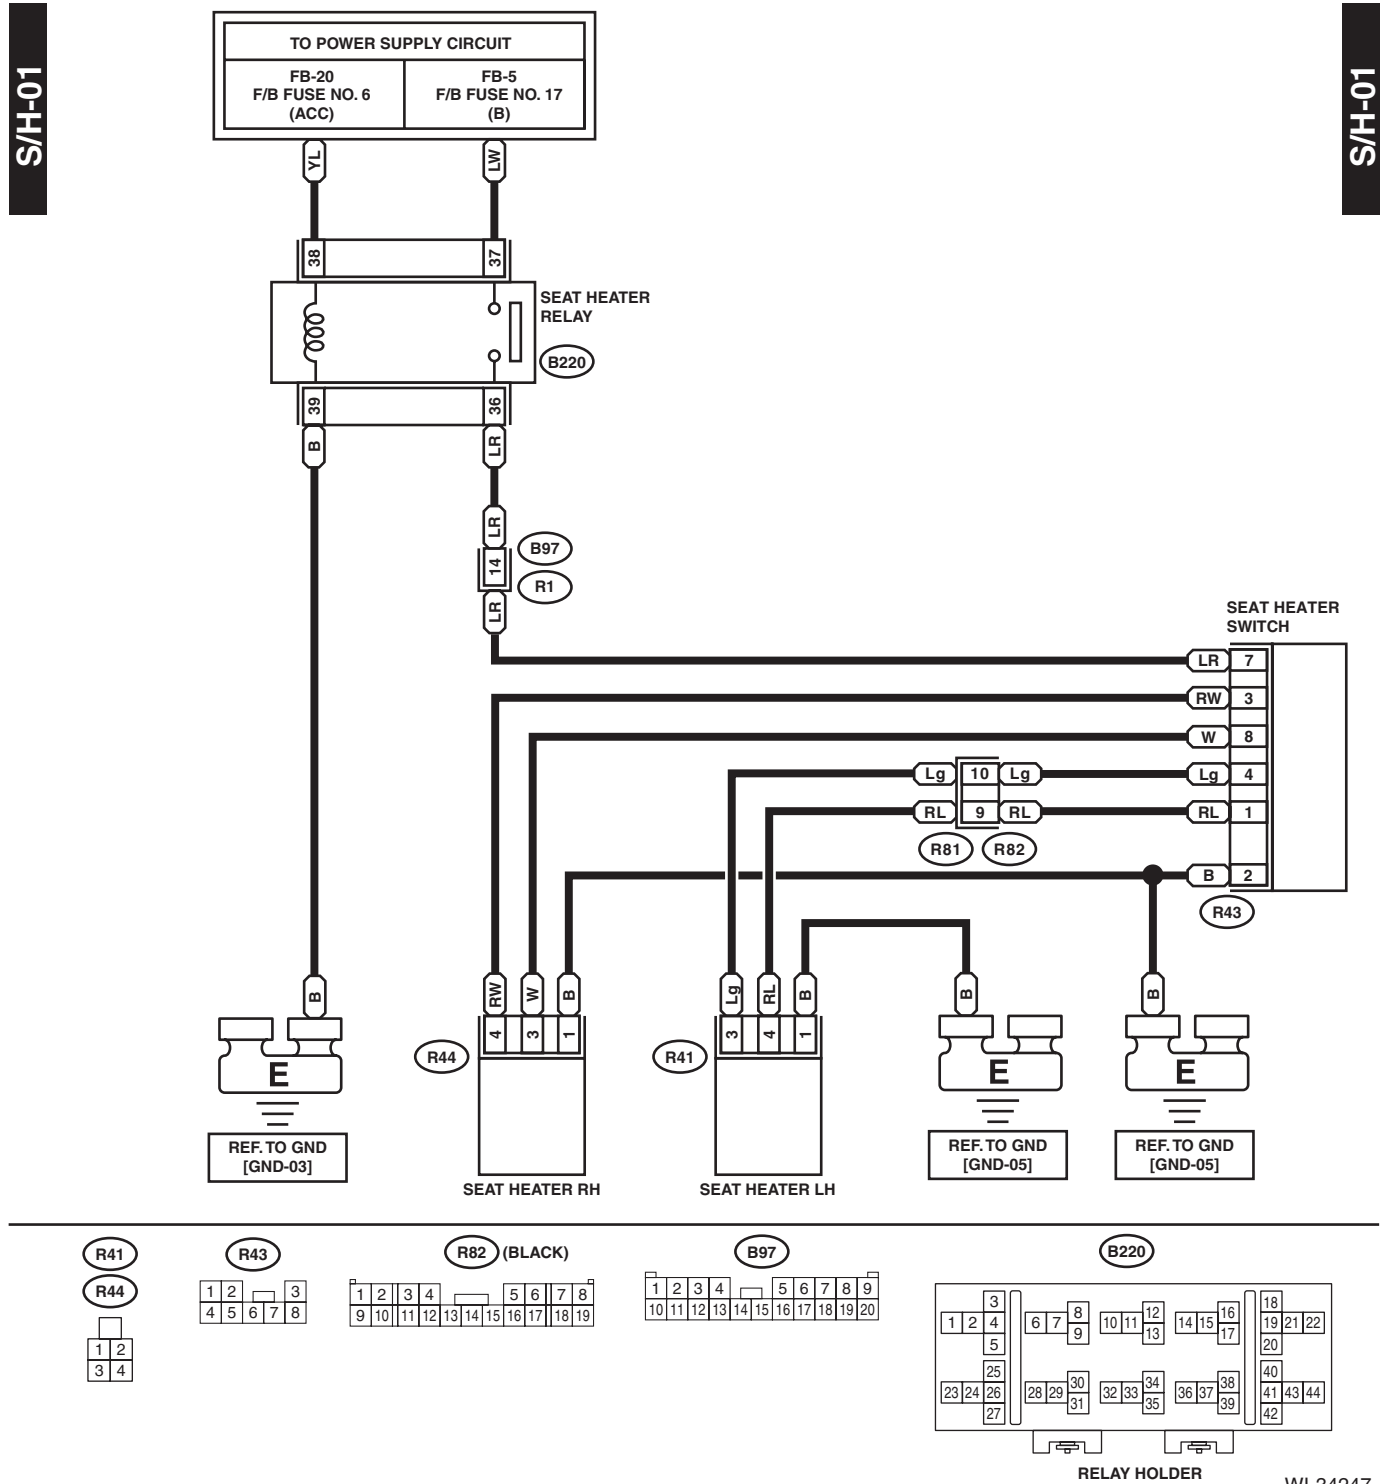 S/H-01
S/H-01
TO POWER SUPPLY CIRCUIT
FB-20
F/B FUSE NO. 6
(ACC)
FB-5
F/B FUSE NO. 17
(B)
YL
LW
38
37
SEAT HEATER
RELAY
B220
39
36
B
LR
LR
B97
14
R1
LR
SEAT HEATER
SWITCH
LR 7
RW 3
W 8
Lg 10 Lg
Lg 4
RL 9 RL
RL 1
R81 R82
B 2
R43
B
RW W B
Lg RL B
B
B
4 3 1
3 4 1
R44
R41
E
E
E
REF. TO GND
[GND-03]
REF. TO GND
[GND-05]
REF. TO GND
[GND-05]
SEAT HEATER RH
SEAT HEATER LH
R41
R44
1 2
3 4
R43
1 2 3
4 5 6 7 8
R82 (BLACK)
1 2 3 4 5 6 7 8
9 10 11 12 13 14 15 16 17 18 19
B97
1 2 3 4 5 6 7 8 9
10 11 12 13 14 15 16 17 18 19 20
B220
3 8 12 16 18
1 2 4 6 7 10 11 14 15 19 21 22
5 9 13 17 20
25 30 34 38 40
23 24 26 28 29 32 33 36 37 41 43 44
27 31 35 39 42
RELAY HOLDER